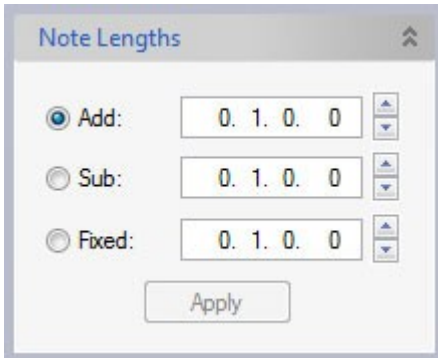 Note Lengths
Add: 0. 1. 0. 0
Sub: 0. 1. 0. 0
Fixed: 0. 1. 0. 0
Apply